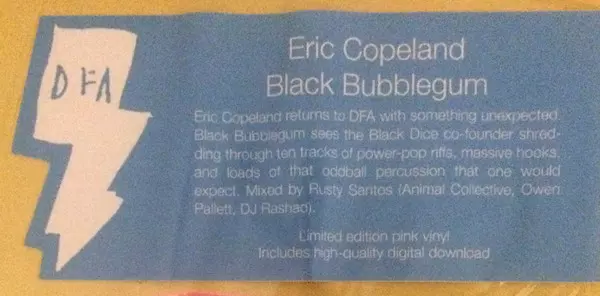 DFA
Eric Copeland
Black Bubblegum
Eric Copeland returns to DFA with something unexpected.
Black Bubblegum sees the Black Dice co-founder shred-
ding through ten tracks of power-pop riffs, massive hooks,
and loads of that oddball percussion that one would
expect. Mixed by Rusty Santos (Animal Collective, Owen
Pallett, DJ Rashad).
Limited edition pink vinyl
Includes high-quality digital download